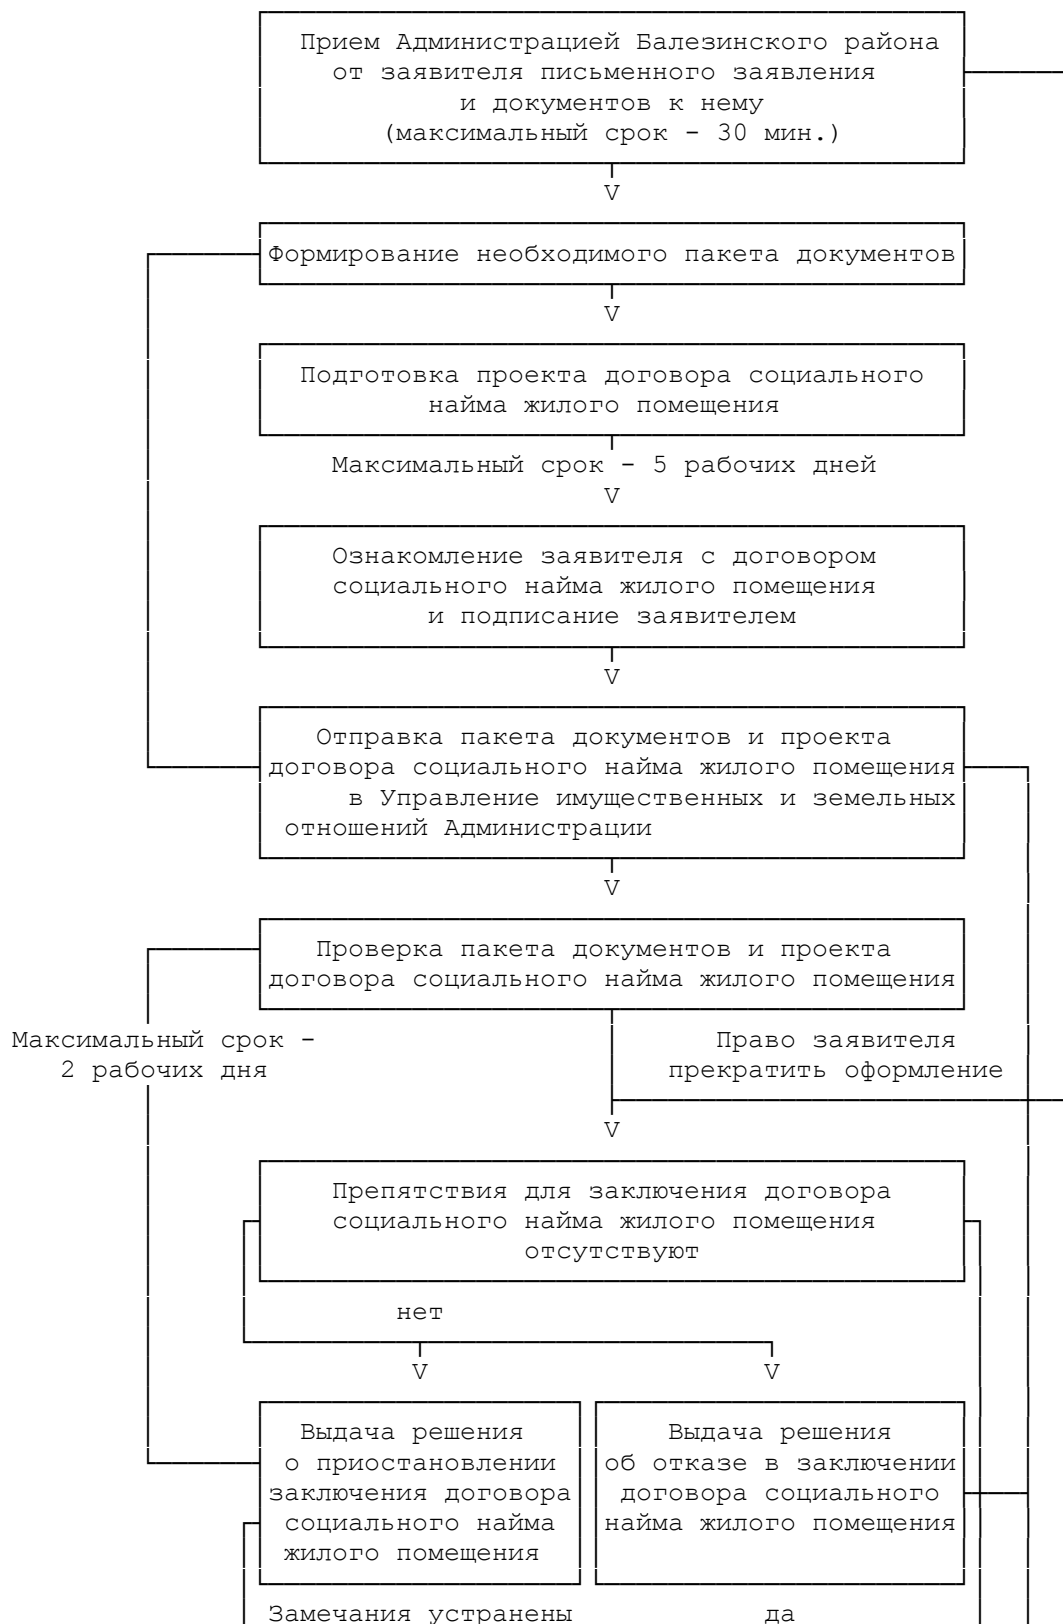 Прием Администрацией Балезинского района
от заявителя письменного заявления
и документов к нему
(максимальный срок - 30 мин.)
V
Формирование необходимого пакета документов
V
Подготовка проекта договора социального
найма жилого помещения
Максимальный срок - 5 рабочих дней
V
Ознакомление заявителя с договором
социального найма жилого помещения
и подписание заявителем
V
Отправка пакета документов и проекта
договора социального найма жилого помещения
в Управление имущественных и земельных
отношений Администрации
V
Проверка пакета документов и проекта
договора социального найма жилого помещения
Максимальный срок -
2 рабочих дня
Право заявителя
прекратить оформление
V
Препятствия для заключения договора
социального найма жилого помещения
отсутствуют
нет
V V
Выдача решения
о приостановлении
заключения договора
социального найма
жилого помещения
Выдача решения
об отказе в заключении
договора социального
найма жилого помещения
Замечания устранены
да